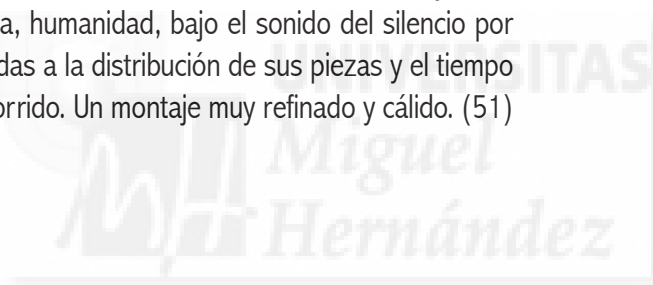 a, humanidad, bajo el sonido del silencio por
das a la distribución de sus piezas y el tiempo
orrido. Un montaje muy refinado y cálido. (51)
UNIVERSITAS
Miguel
Hernández